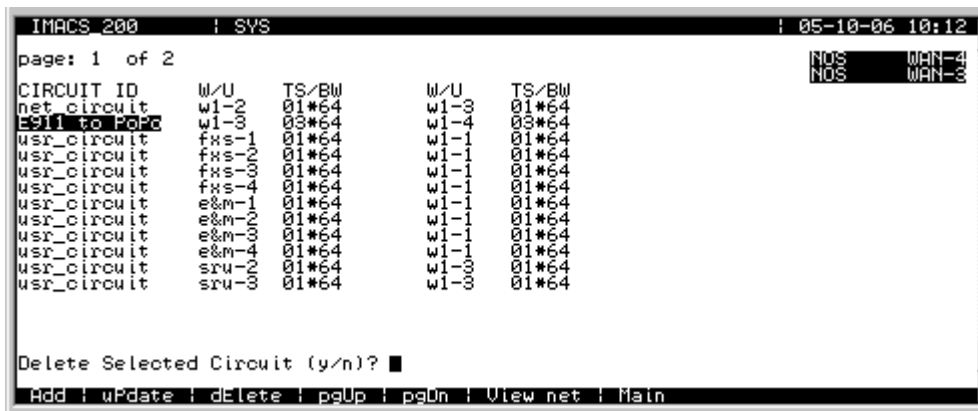 IMACS_200 ¦ SYS ¦ 05-10-06 10:12
page: 1 of 2 NOS WAN-4
NOS WAN-3
CIRCUIT ID W/U TS/BW W/U TS/BW
net_circuit w1-2 01*64 w1-3 01*64
E911 to PoPo w1-3 03*64 w1-4 03*64
usr_circuit fxs-1 01*64 w1-1 01*64
usr_circuit fxs-2 01*64 w1-1 01*64
usr_circuit fxs-3 01*64 w1-1 01*64
usr_circuit fxs-4 01*64 w1-1 01*64
usr_circuit e&m-1 01*64 w1-1 01*64
usr_circuit e&m-2 01*64 w1-1 01*64
usr_circuit e&m-3 01*64 w1-1 01*64
usr_circuit e&m-4 01*64 w1-1 01*64
usr_circuit sru-2 01*64 w1-3 01*64
usr_circuit sru-3 01*64 w1-3 01*64
Delete Selected Circuit (y/n)?
Add ¦ uPdate ¦ dElete ¦ pgUp ¦ pgDn ¦ View net ¦ Main